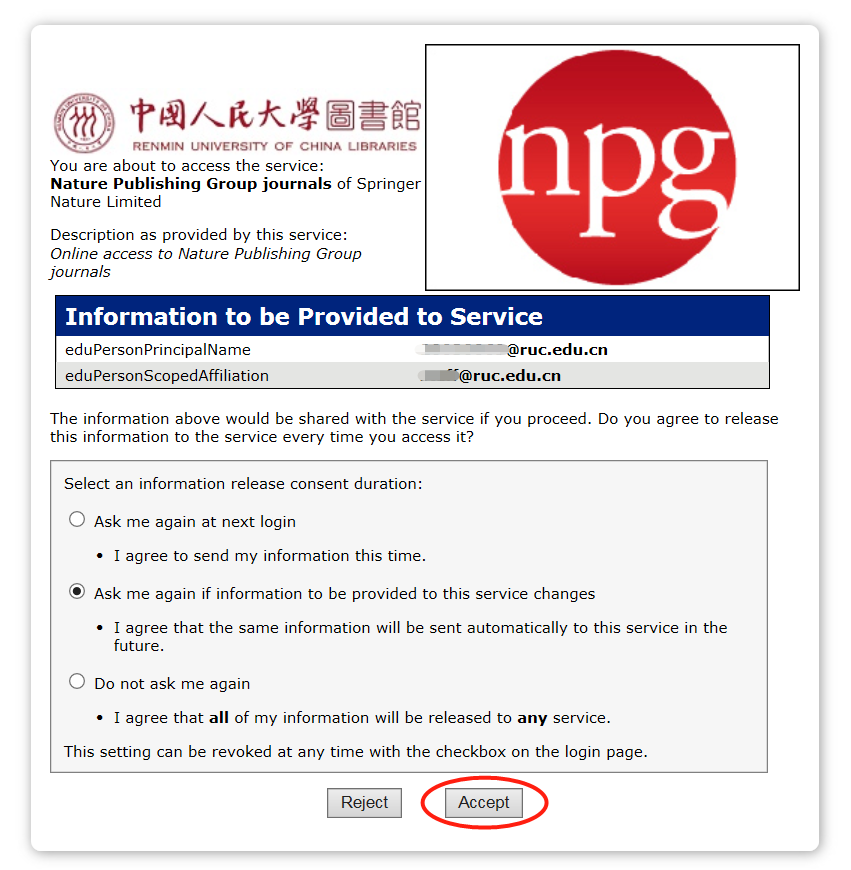 中國人民大學圖書館
RENMIN UNIVERSITY OF CHINA LIBRARIES
npg
You are about to access the service:
Nature Publishing Group journals of Springer
Nature Limited
Description as provided by this service:
Online access to Nature Publishing Group
journals
Information to be Provided to Service
eduPersonPrincipalName @ruc.edu.cn
eduPersonScopedAffiliation @ruc.edu.cn
The information above would be shared with the service if you proceed. Do you agree to release
this information to the service every time you access it?
Select an information release consent duration:
Ask me again at next login
• I agree to send my information this time.
Ask me again if information to be provided to this service changes
• I agree that the same information will be sent automatically to this service in the
future.
Do not ask me again
• I agree that all of my information will be released to any service.
This setting can be revoked at any time with the checkbox on the login page.
Reject Accept